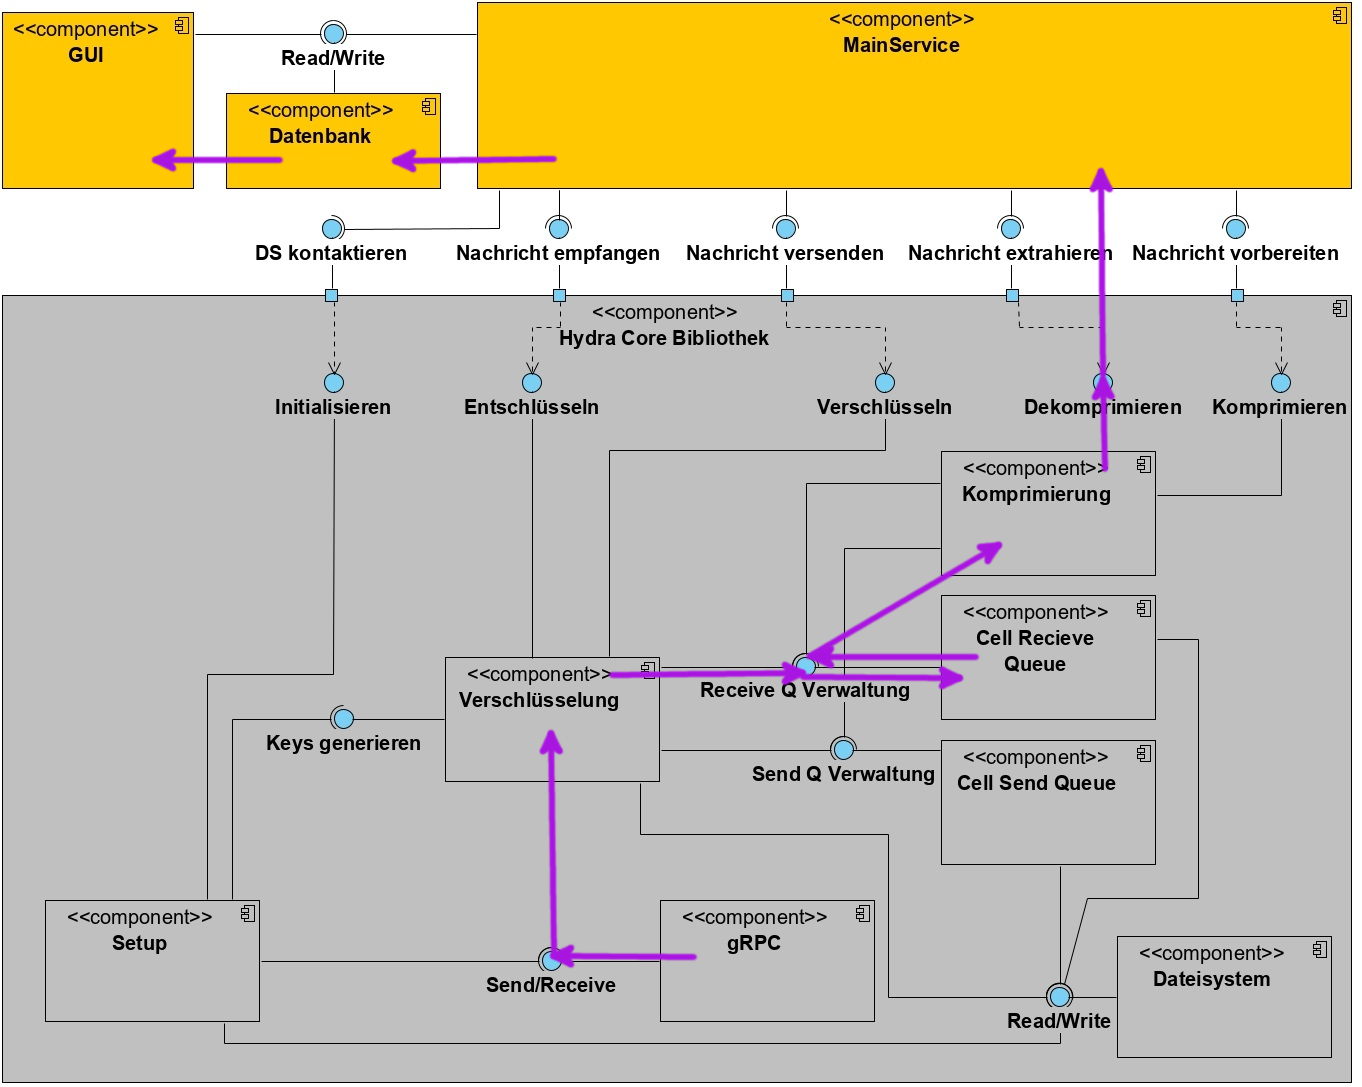 <<component>>
GUI
Read/Write
<<component>>
MainService
<<component>>
Datenbank
DS kontaktieren
Nachricht empfangen
Nachricht versenden
Nachricht extrahieren
Nachricht vorbereiten
<<component>>
Hydra Core Bibliothek
Initialisieren
Entschlüsseln
Verschlüsseln
Dekomprimieren
Komprimieren
<<component>>
Komprimierung
<<component>>
Cell Recieve
Queue
<<component>>
Verschlüsselung
Receive Q Verwaltung
Keys generieren
Send Q Verwaltung
<<component>>
Cell Send Queue
<<component>>
Setup
Send/Receive
<<component>>
gRPC
<<component>>
Dateisystem
Read/Write